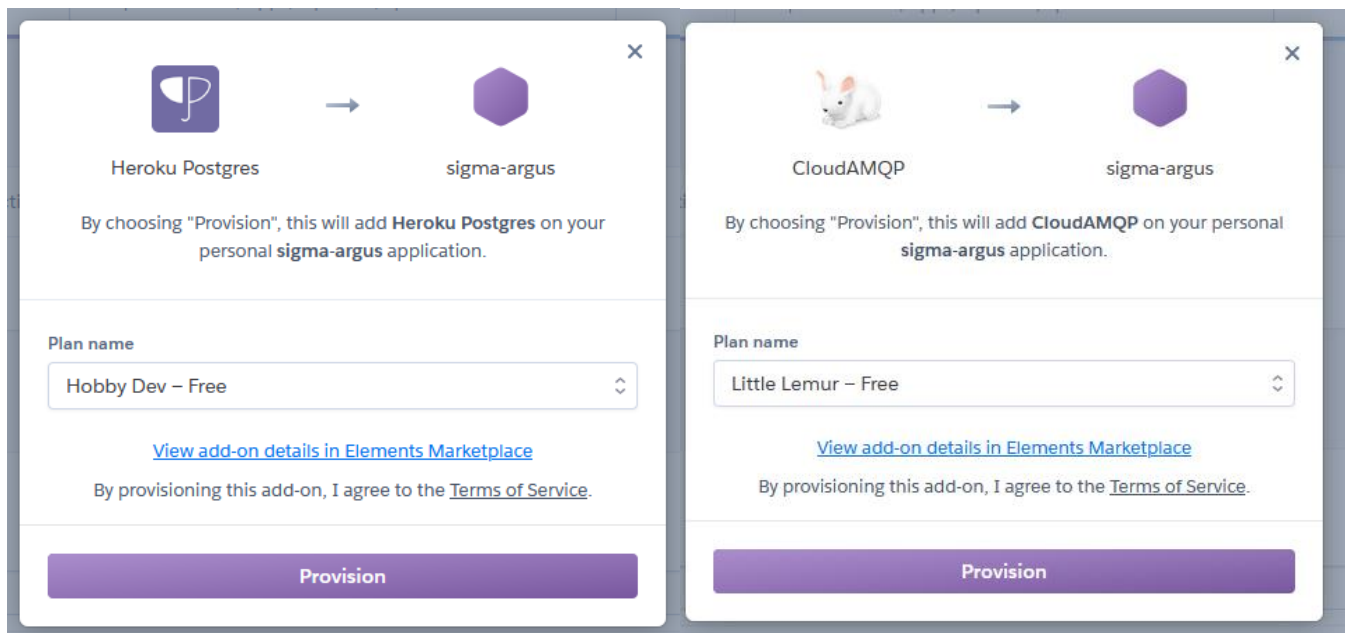 Heroku Postgres
sigma-argus
By choosing "Provision", this will add Heroku Postgres on your
personal sigma-argus application.
Plan name
Hobby Dev – Free
View add-on details in Elements Marketplace
By provisioning this add-on, I agree to the Terms of Service.
Provision
CloudAMQP
sigma-argus
By choosing "Provision", this will add CloudAMQP on your personal
sigma-argus application.
Plan name
Little Lemur – Free
View add-on details in Elements Marketplace
By provisioning this add-on, I agree to the Terms of Service.
Provision